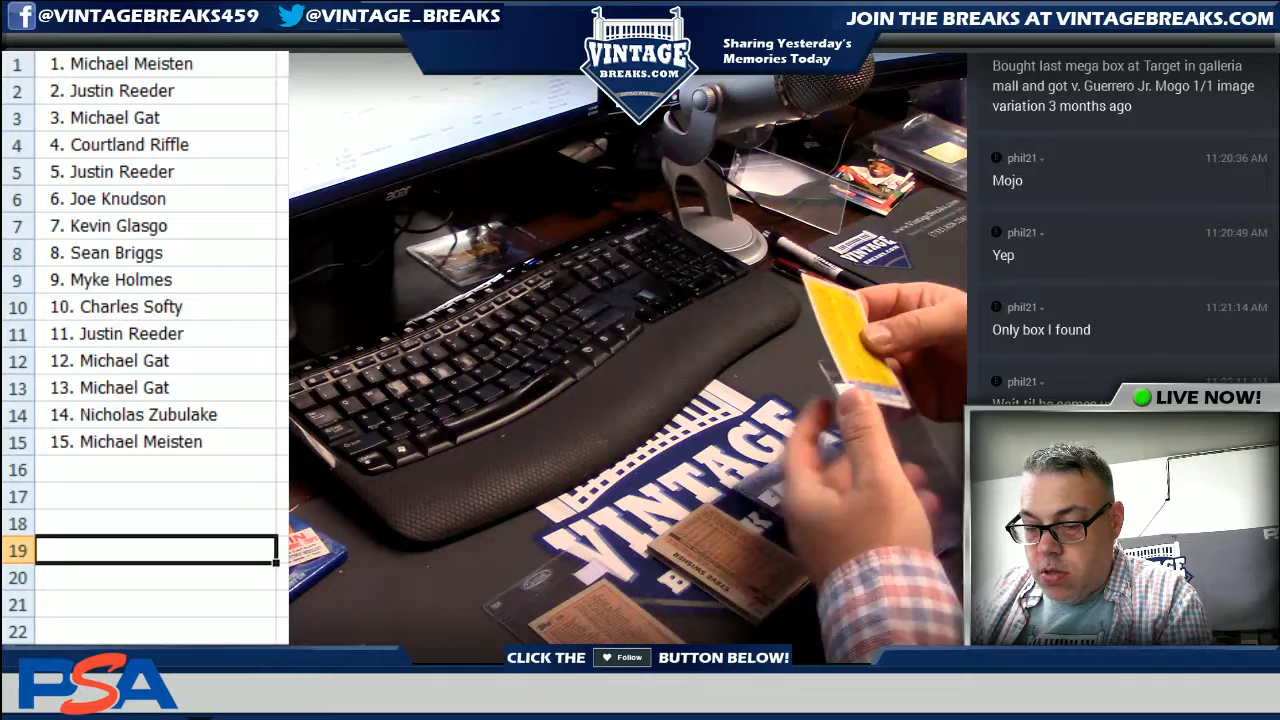 @VINTAGEBREAKS459
@VINTAGE_BREAKS
VINTAGE
BREAKS.COM
Sharing Yesterday's
Memories Today
JOIN THE BREAKS AT VINTAGEBREAKS.COM
1 1. Michael Meisten
2 2. Justin Reeder
3 3. Michael Gat
4 4. Courtland Riffle
5 5. Justin Reeder
6 6. Joe Knudson
7 7. Kevin Glasgo
8 8. Sean Briggs
9 9. Myke Holmes
10 10. Charles Softy
11 11. Justin Reeder
12 12. Michael Gat
13 13. Michael Gat
14 14. Nicholas Zubulake
15 15. Michael Meisten
16
17
18
19
20
21
22
acer
VINTAGE
VINTAGE
STEVE SWISHER
Bought last mega box at Target in galleria
mall and got v. Guerrero Jr. Mogo 1/1 image
variation 3 months ago
phil21 11:20:36 AM
Mojo
phil21 11:20:49 AM
Yep
phil21 11:21:14 AM
Only box I found
phil21
LIVE NOW!
CLICK THE Follow BUTTON BELOW!
PSA